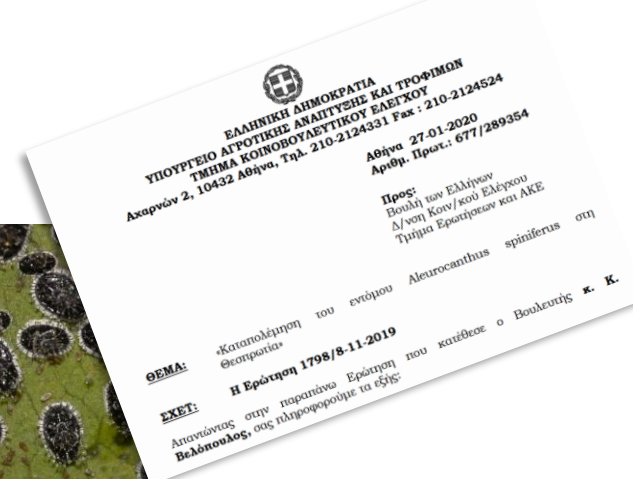 ΕΛΛΗΝΙΚΗ ΔΗΜΟΚΡΑΤΙΑ
ΥΠΟΥΡΓΕΙΟ ΑΓΡΟΤΙΚΗΣ ΑΝΑΠΤΥΞΗΣ ΚΑΙ ΤΡΟΦΙΜΩΝ
ΤΜΗΜΑ ΚΟΙΝΟΒΟΥΛΕΥΤΙΚΟΥ ΕΛΕΓΧΟΥ
Αχαρνών 2, 10432 Αθήνα, Τηλ. 210-2124331 Fax : 210-2124524
Αθήνα 27-01-2020
Αριθμ. Πρωτ.: 677/289354
Προς:
Βουλή των Ελλήνων
Δ/νση Κοιν/κού Ελέγχου
Τμήμα Ερωτήσεων και ΑΚΕ
ΘΕΜΑ: «Καταπολέμηση του εντόμου Aleurocanthus spiniferus στη
Θεσπρωτία»
ΣΧΕΤ: Η Ερώτηση 1798/8-11-2019
Απαντώντας στην παραπάνω Ερώτηση που κατέθεσε ο Βουλευτής κ. Κ.
Βελόπουλος, σας πληροφορούμε τα εξής: